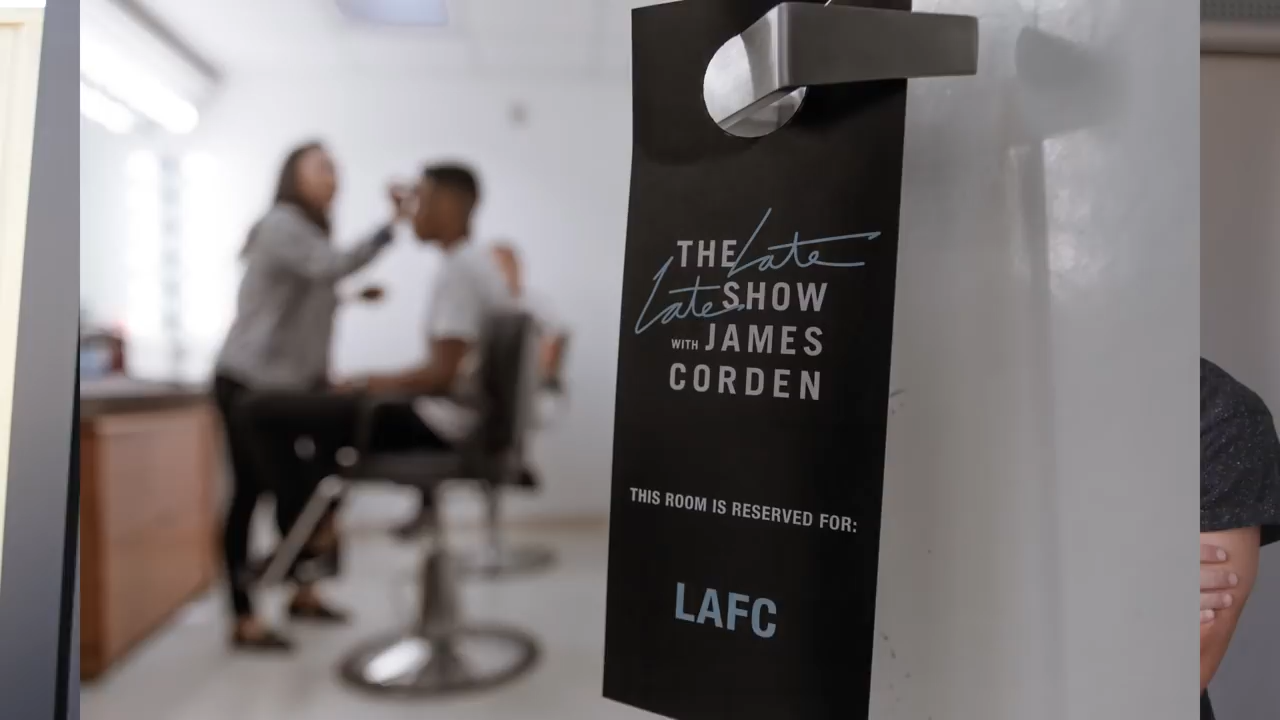 THE Late
Late SHOW
WITH JAMES
CORDEN
THIS ROOM IS RESERVED FOR:
LAFC